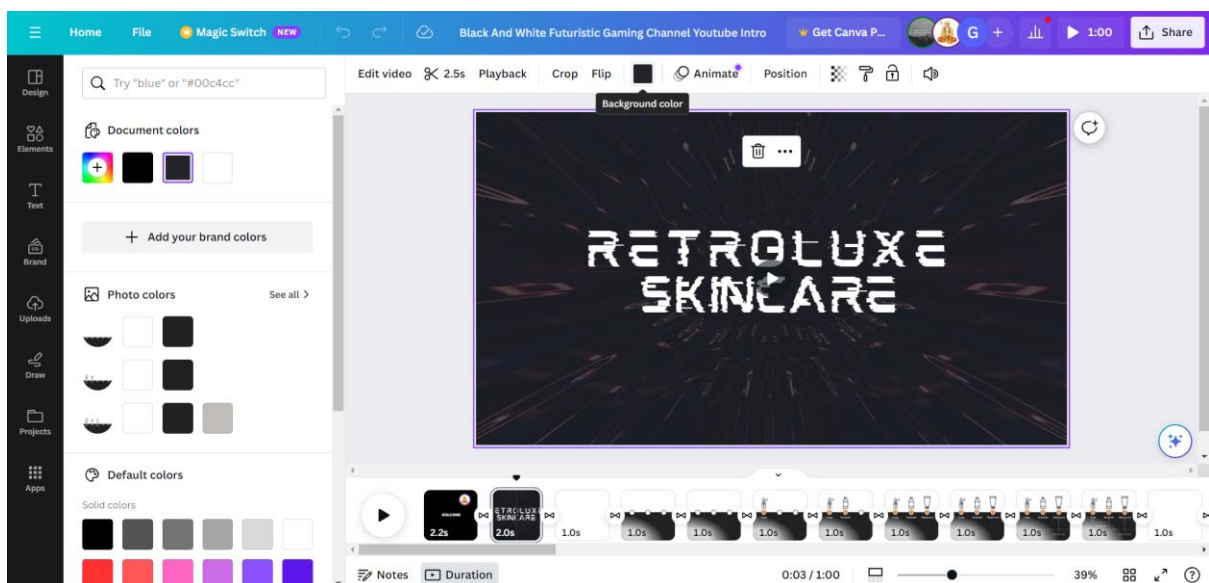 Home File Magic Switch NEW Black And White Futuristic Gaming Channel Youtube Intro Get Canva P... G + 1:00 Share
Design
Elements
Text
Brand
Uploads
Draw
Projects
Apps
Try "blue" or "#00c4cc"
Document colors
+ Add your brand colors
Photo colors See all >
Default colors
Solid colors
Edit video 2.5s Playback Crop Flip Animate Position
Background color
RETROLUXE
SKINCARE
WELCOME
RETROLUXE
SKINCARE
2.2s 2.0s 1.0s 1.0s 1.0s 1.0s 1.0s 1.0s 1.0s 1.0s 1.0s 1.0s
Notes Duration 0:03 / 1:00 39%